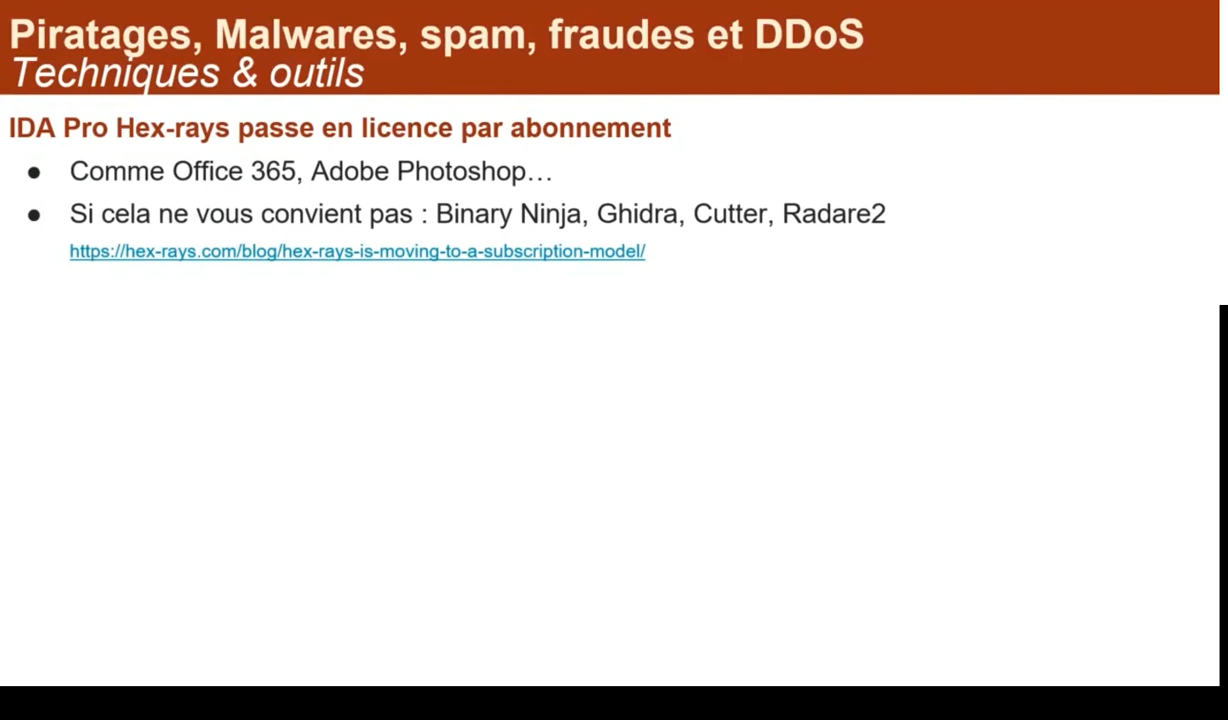 Piratages, Malwares, spam, fraudes et DDoS
Techniques & outils
IDA Pro Hex-rays passe en licence par abonnement
● Comme Office 365, Adobe Photoshop…
● Si cela ne vous convient pas : Binary Ninja, Ghidra, Cutter, Radare2
https://hex-rays.com/blog/hex-rays-is-moving-to-a-subscription-model/